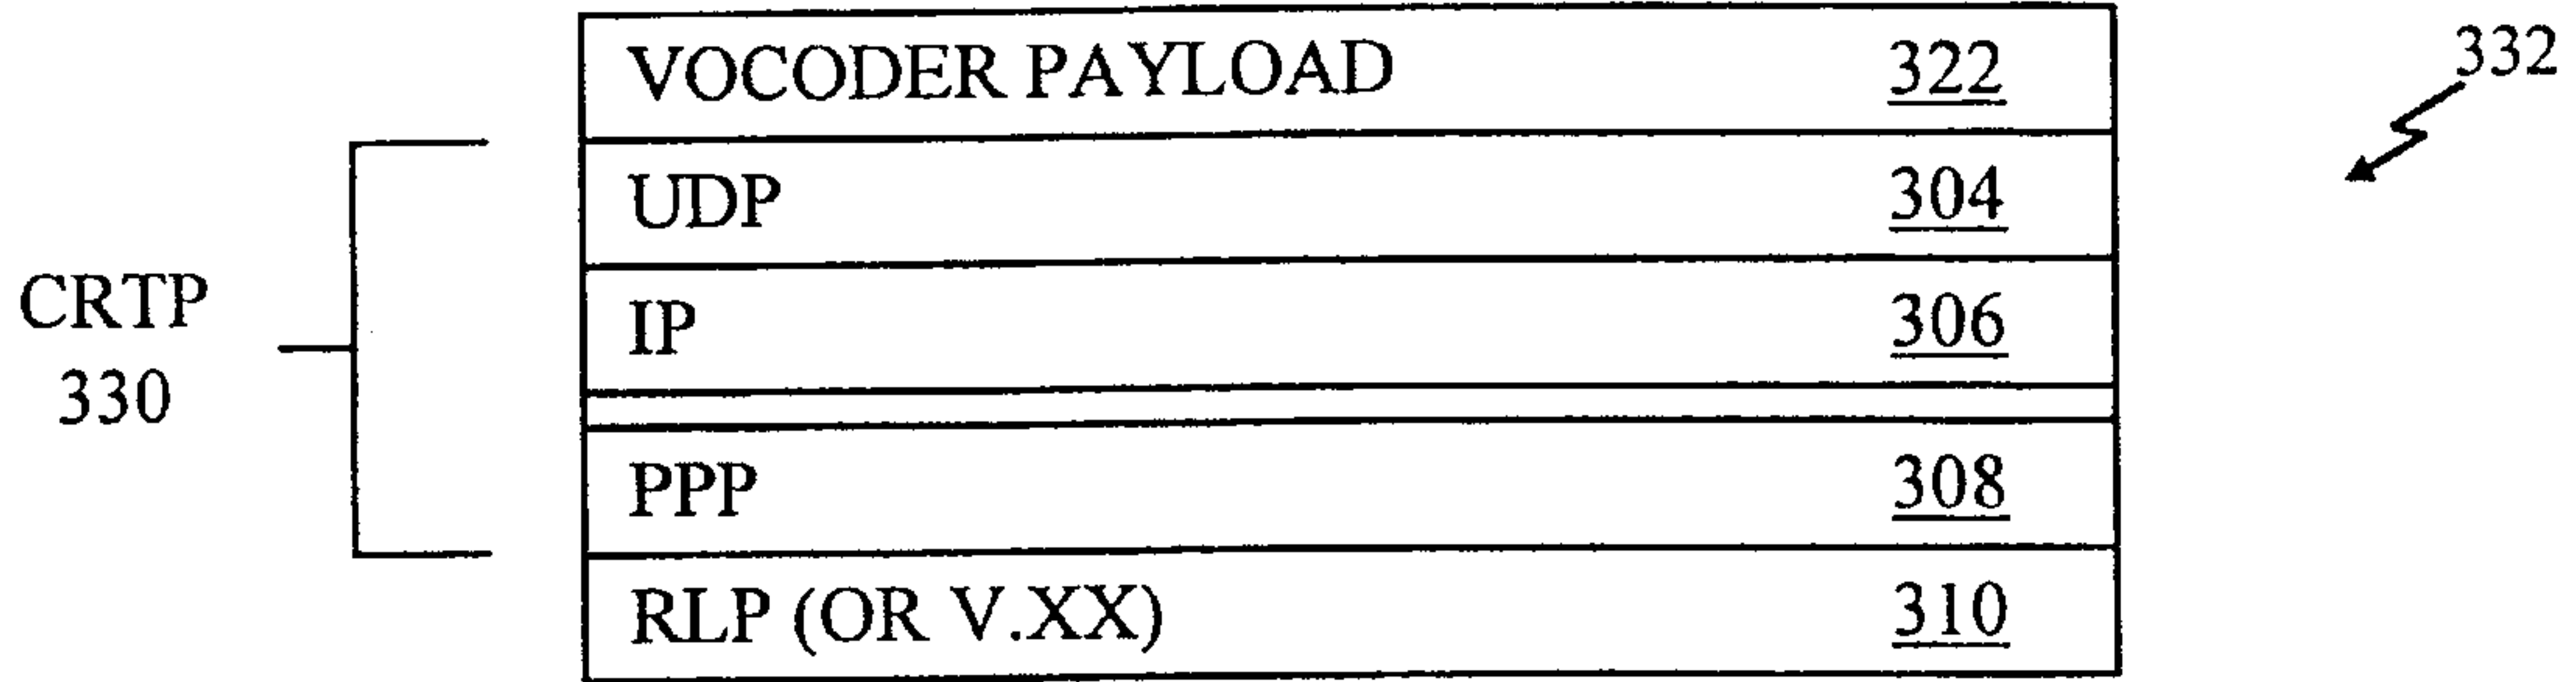 VOCODER PAYLOAD 322
332
UDP 304
CRTP
330
IP 306
PPP 308
RLP (OR V.XX) 310